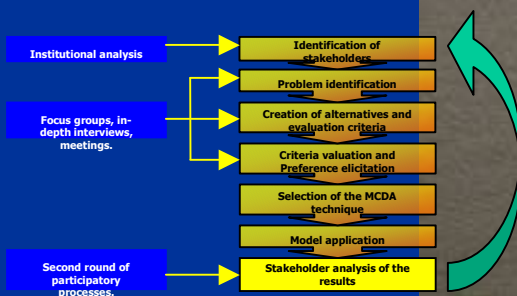 Institutional analysis
Identification of
stakeholders
Problem identification
Focus groups, in-
depth interviews,
meetings.
Creation of alternatives and
evaluation criteria
Criteria valuation and
Preference elicitation
Selection of the MCDA
technique
Model application
Second round of
participatory
processes.
Stakeholder analysis of the
results